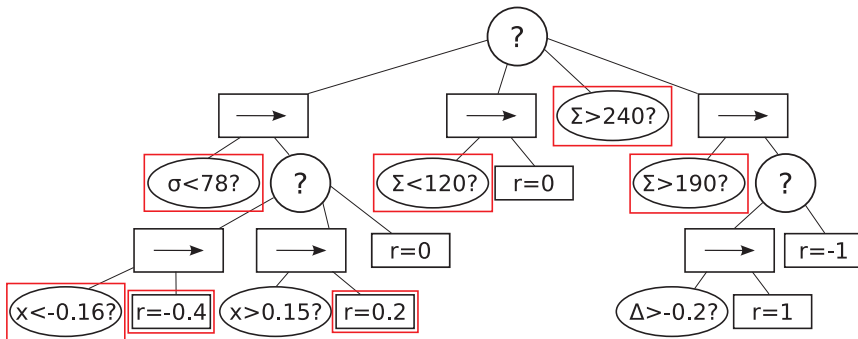 ?
Σ>240?
σ<78?
?
Σ<120?
r=0
Σ>190?
?
r=0
r=-1
x<-0.16?
r=-0.4
x>0.15?
r=0.2
Δ>-0.2?
r=1